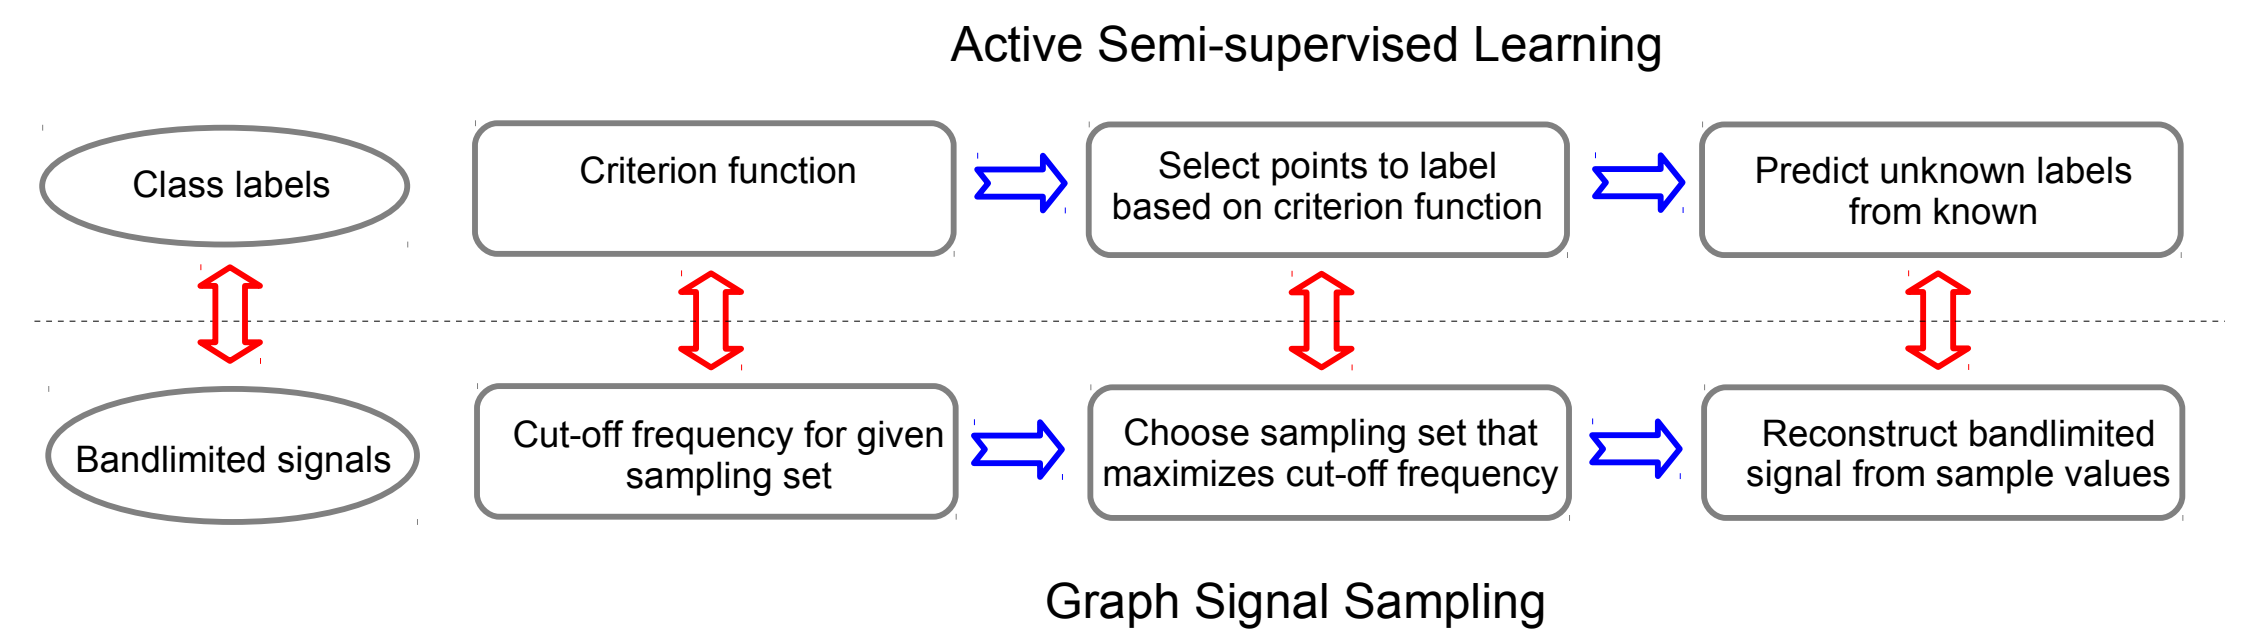 Active Semi-supervised Learning
Class labels
Criterion function
Select points to label
based on criterion function
Predict unknown labels
from known
Bandlimited signals
Cut-off frequency for given
sampling set
Choose sampling set that
maximizes cut-off frequency
Reconstruct bandlimited
signal from sample values
Graph Signal Sampling